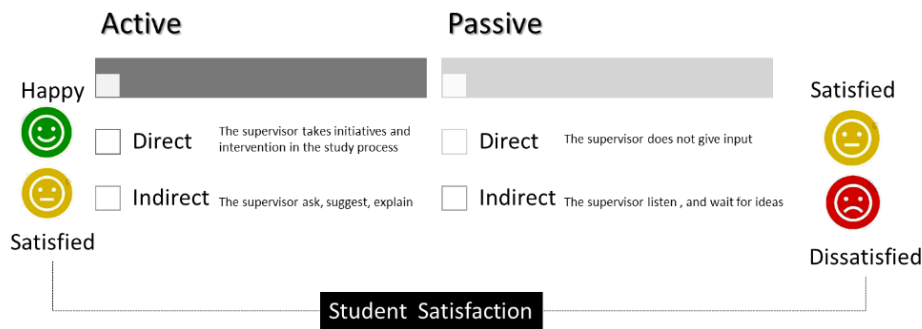 Active
Passive
Happy
Satisfied
Direct
The supervisor takes initiatives and
intervention in the study process
Direct
The supervisor does not give input
Indirect
The supervisor ask, suggest, explain
Indirect
The supervisor listen , and wait for ideas
Satisfied
Dissatisfied
Student Satisfaction